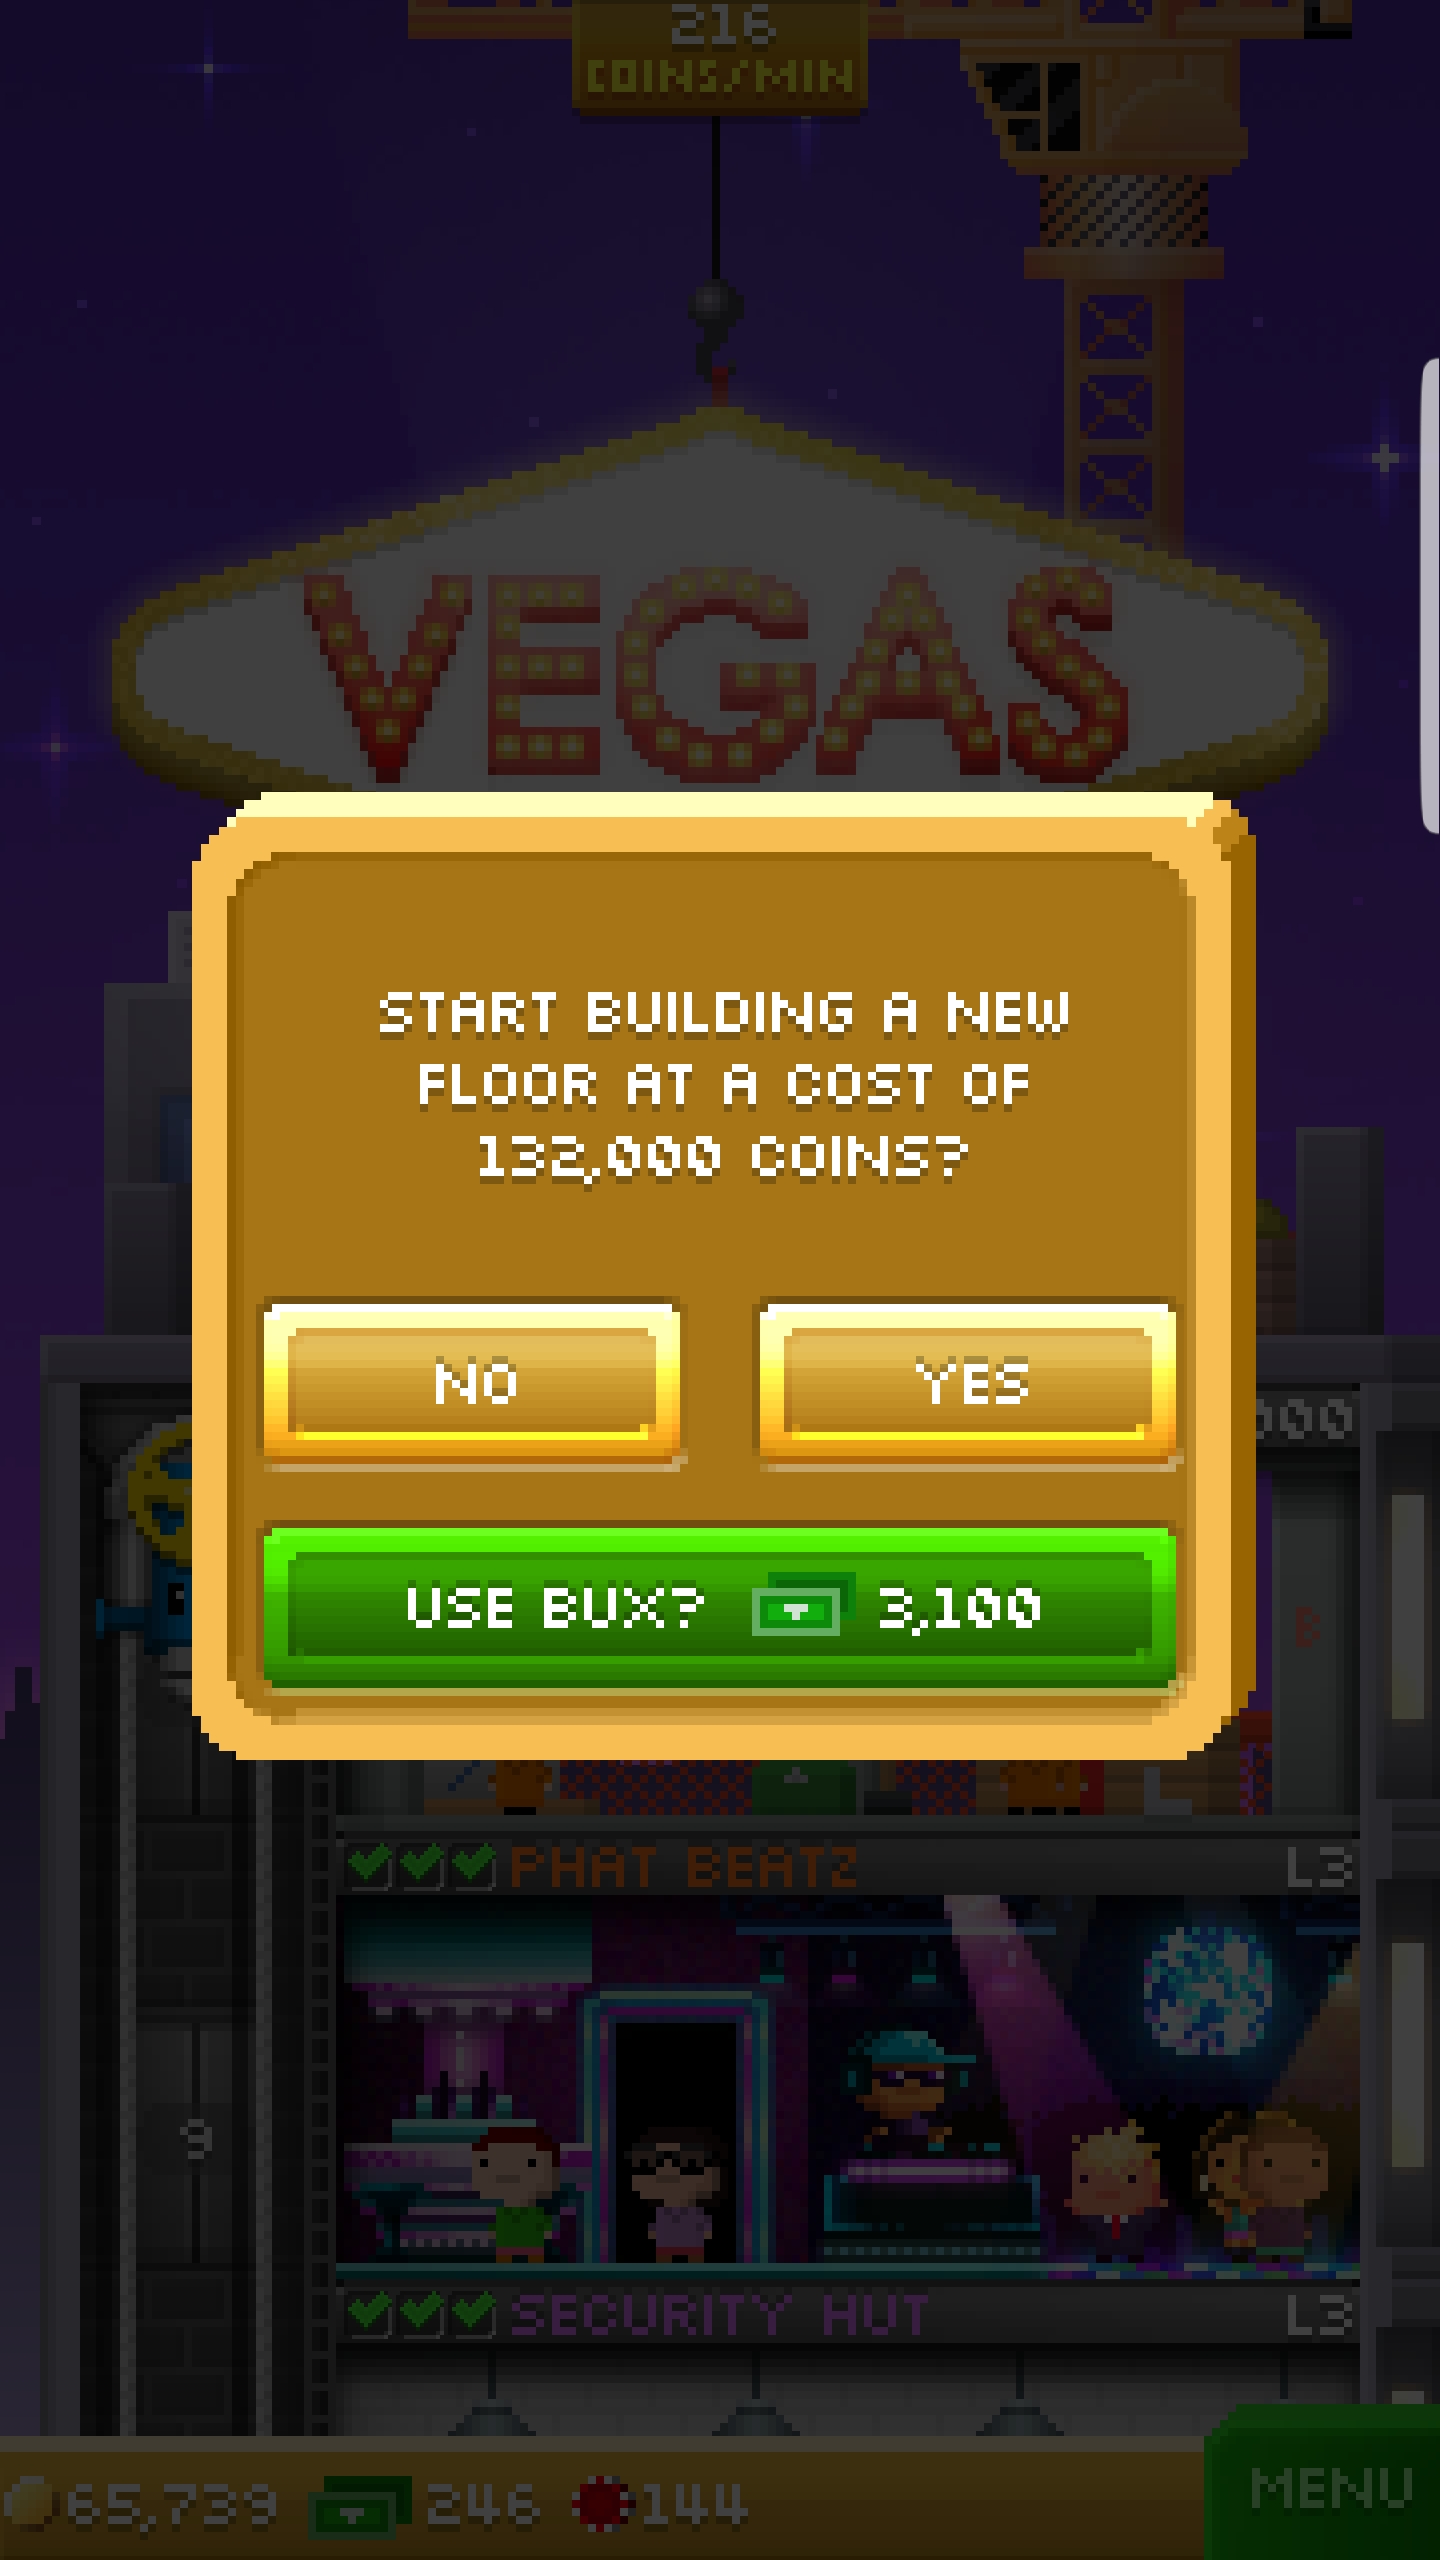 216
COINS/MIN
VEGAS
START BUILDING A NEW
FLOOR AT A COST OF
132,000 COINS?
NO
YES
000
USE BUX? 3,100
B
PHAT BEATZ L3
9
SECURITY HUT L3
65,739 246 144
MENU